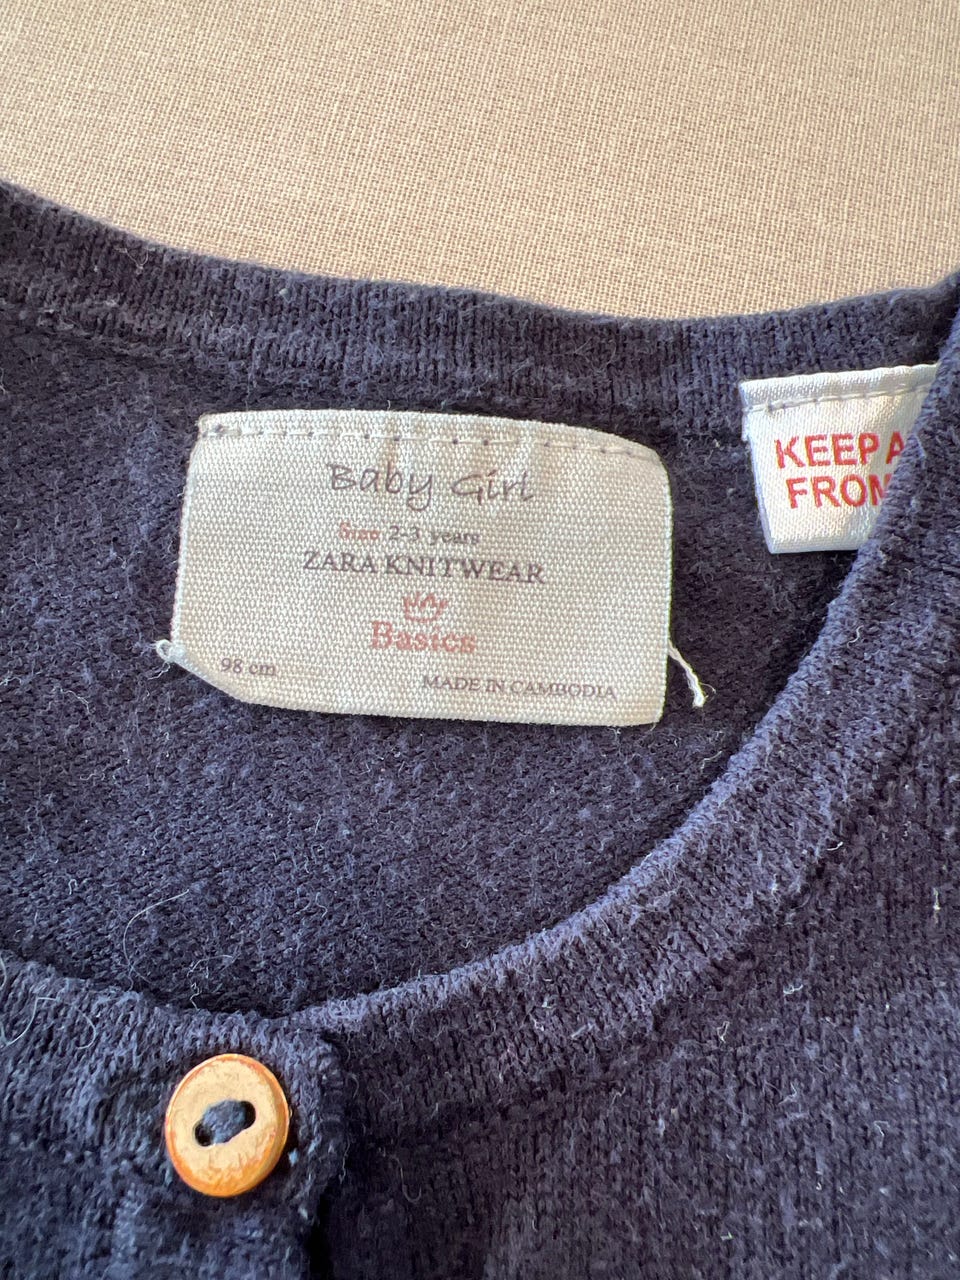 Baby Girl
Size 2-3 years
ZARA KNITWEAR
Basics
98 cm
MADE IN CAMBODIA
KEEP A
FROM